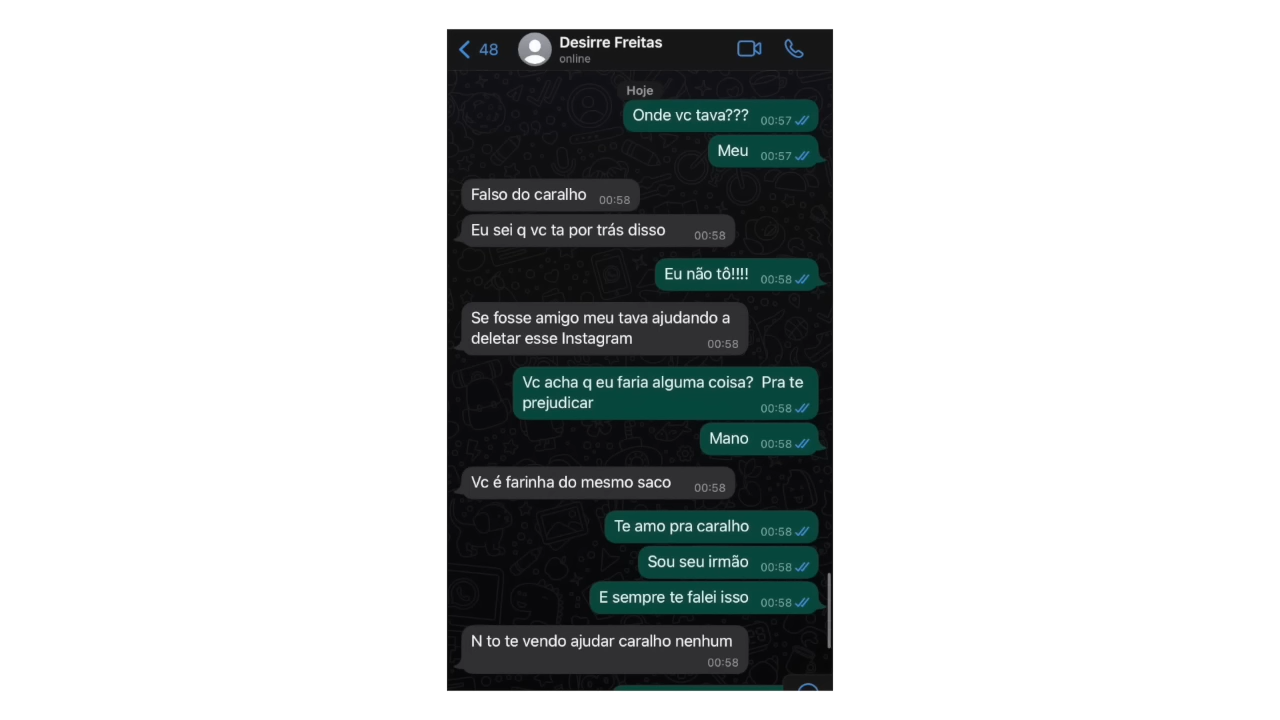 48
Desirre Freitas
online
Hoje
Onde vc tava??? 00:57
Meu 00:57
Falso do caralho 00:58
Eu sei q vc ta por trás disso 00:58
Eu não tô!!!! 00:58
Se fosse amigo meu tava ajudando a
deletar esse Instagram 00:58
Vc acha q eu faria alguma coisa? Pra te
prejudicar 00:58
Mano 00:58
Vc é farinha do mesmo saco 00:58
Te amo pra caralho 00:58
Sou seu irmão 00:58
E sempre te falei isso 00:58
N to te vendo ajudar caralho nenhum
00:58